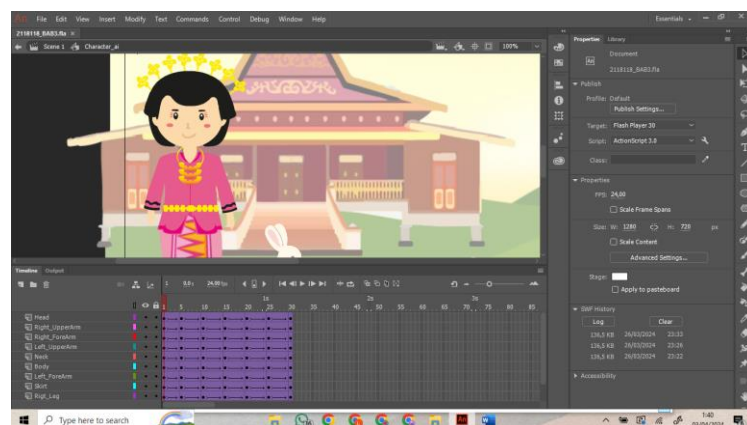 An File Edit View Insert Modify Text Commands Control Debug Window Help Essentials
2118118_BAB3.fla ×
Scene 1 Character_ai 100%
Properties Library
Document
An 2118118_BAB3.fla
Publish
Profile: Default
Publish Settings...
Target: Flash Player 30
Script: ActionScript 3.0
Class:
Properties
FPS: 24,00
Scale Frame Spans
Size: W: 1280 H: 720 px
Scale Content
Advanced Settings...
Stage:
Apply to pasteboard
SWF History
Log Clear
136,5 KB 26/03/2024 23:33
136,5 KB 26/03/2024 23:26
136,5 KB 26/03/2024 23:22
Accessibility
Timeline Output
24,00 fps
1s 2s 3s
1 5 10 15 20 25 30 35 40 45 50 55 60 65 70 75 80 85
Head
Right_UpperArm
Right_ForeArm
Left_UpperArm
Neck
Body
Left_ForeArm
Skirt
Rigt_Leg
Type here to search
1:40